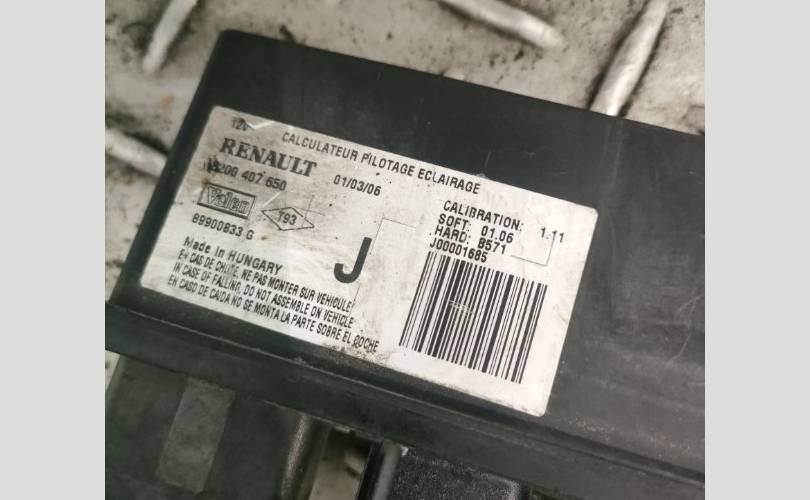 12V CALCULATEUR PILOTAGE ECLAIRAGE
RENAULT
8200 407 650 01/03/06
Valeo T93
89900833 G
J
CALIBRATION: 1.11
SOFT: 01.06
HARD: B571
J00001685
Made in HUNGARY
EN CAS DE CHUTE, NE PAS MONTER SUR VEHICULE
IN CASE OF FALLING, DO NOT ASSEMBLE ON VEHICLE
EN CASO DE CAIDA NO SE MONTA LA PARTE SOBRE EL COCHE